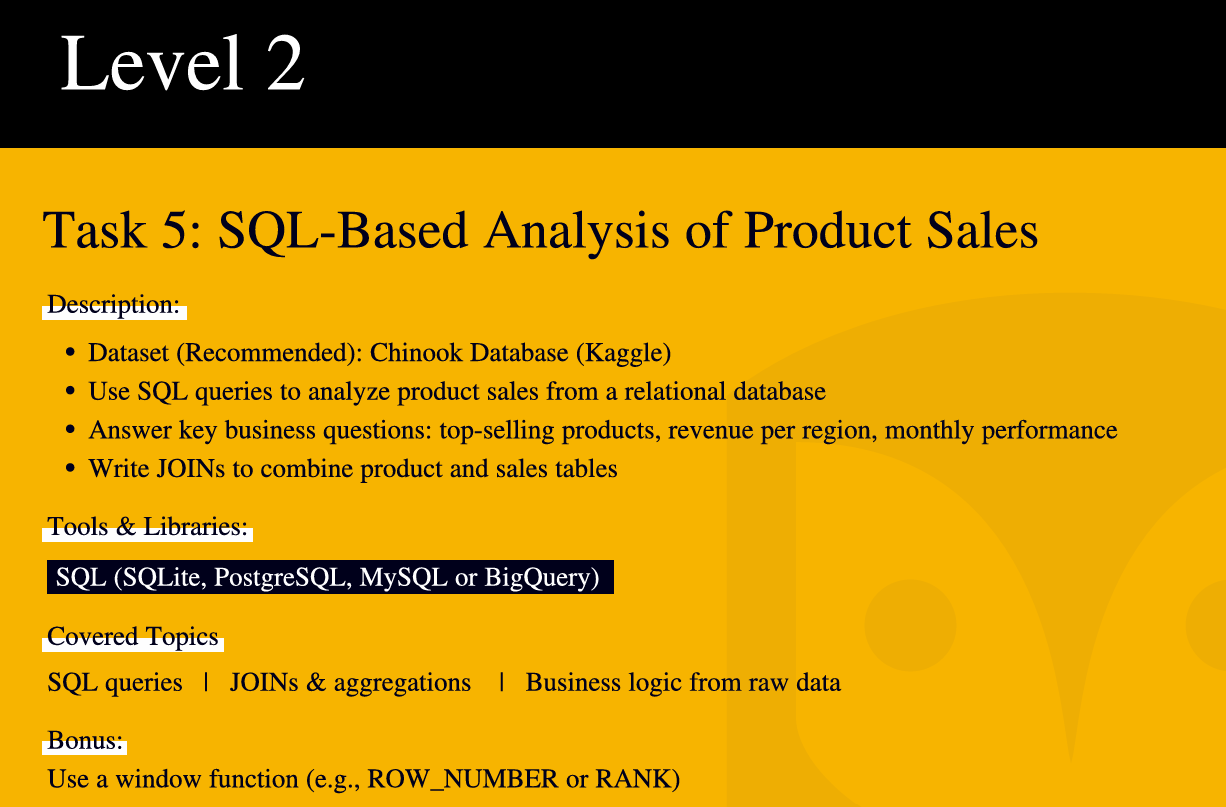 Level 2
Task 5: SQL-Based Analysis of Product Sales
Description:
• Dataset (Recommended): Chinook Database (Kaggle)
• Use SQL queries to analyze product sales from a relational database
• Answer key business questions: top-selling products, revenue per region, monthly performance
• Write JOINs to combine product and sales tables
Tools & Libraries:
SQL (SQLite, PostgreSQL, MySQL or BigQuery)
Covered Topics
SQL queries | JOINs & aggregations | Business logic from raw data
Bonus:
Use a window function (e.g., ROW_NUMBER or RANK)